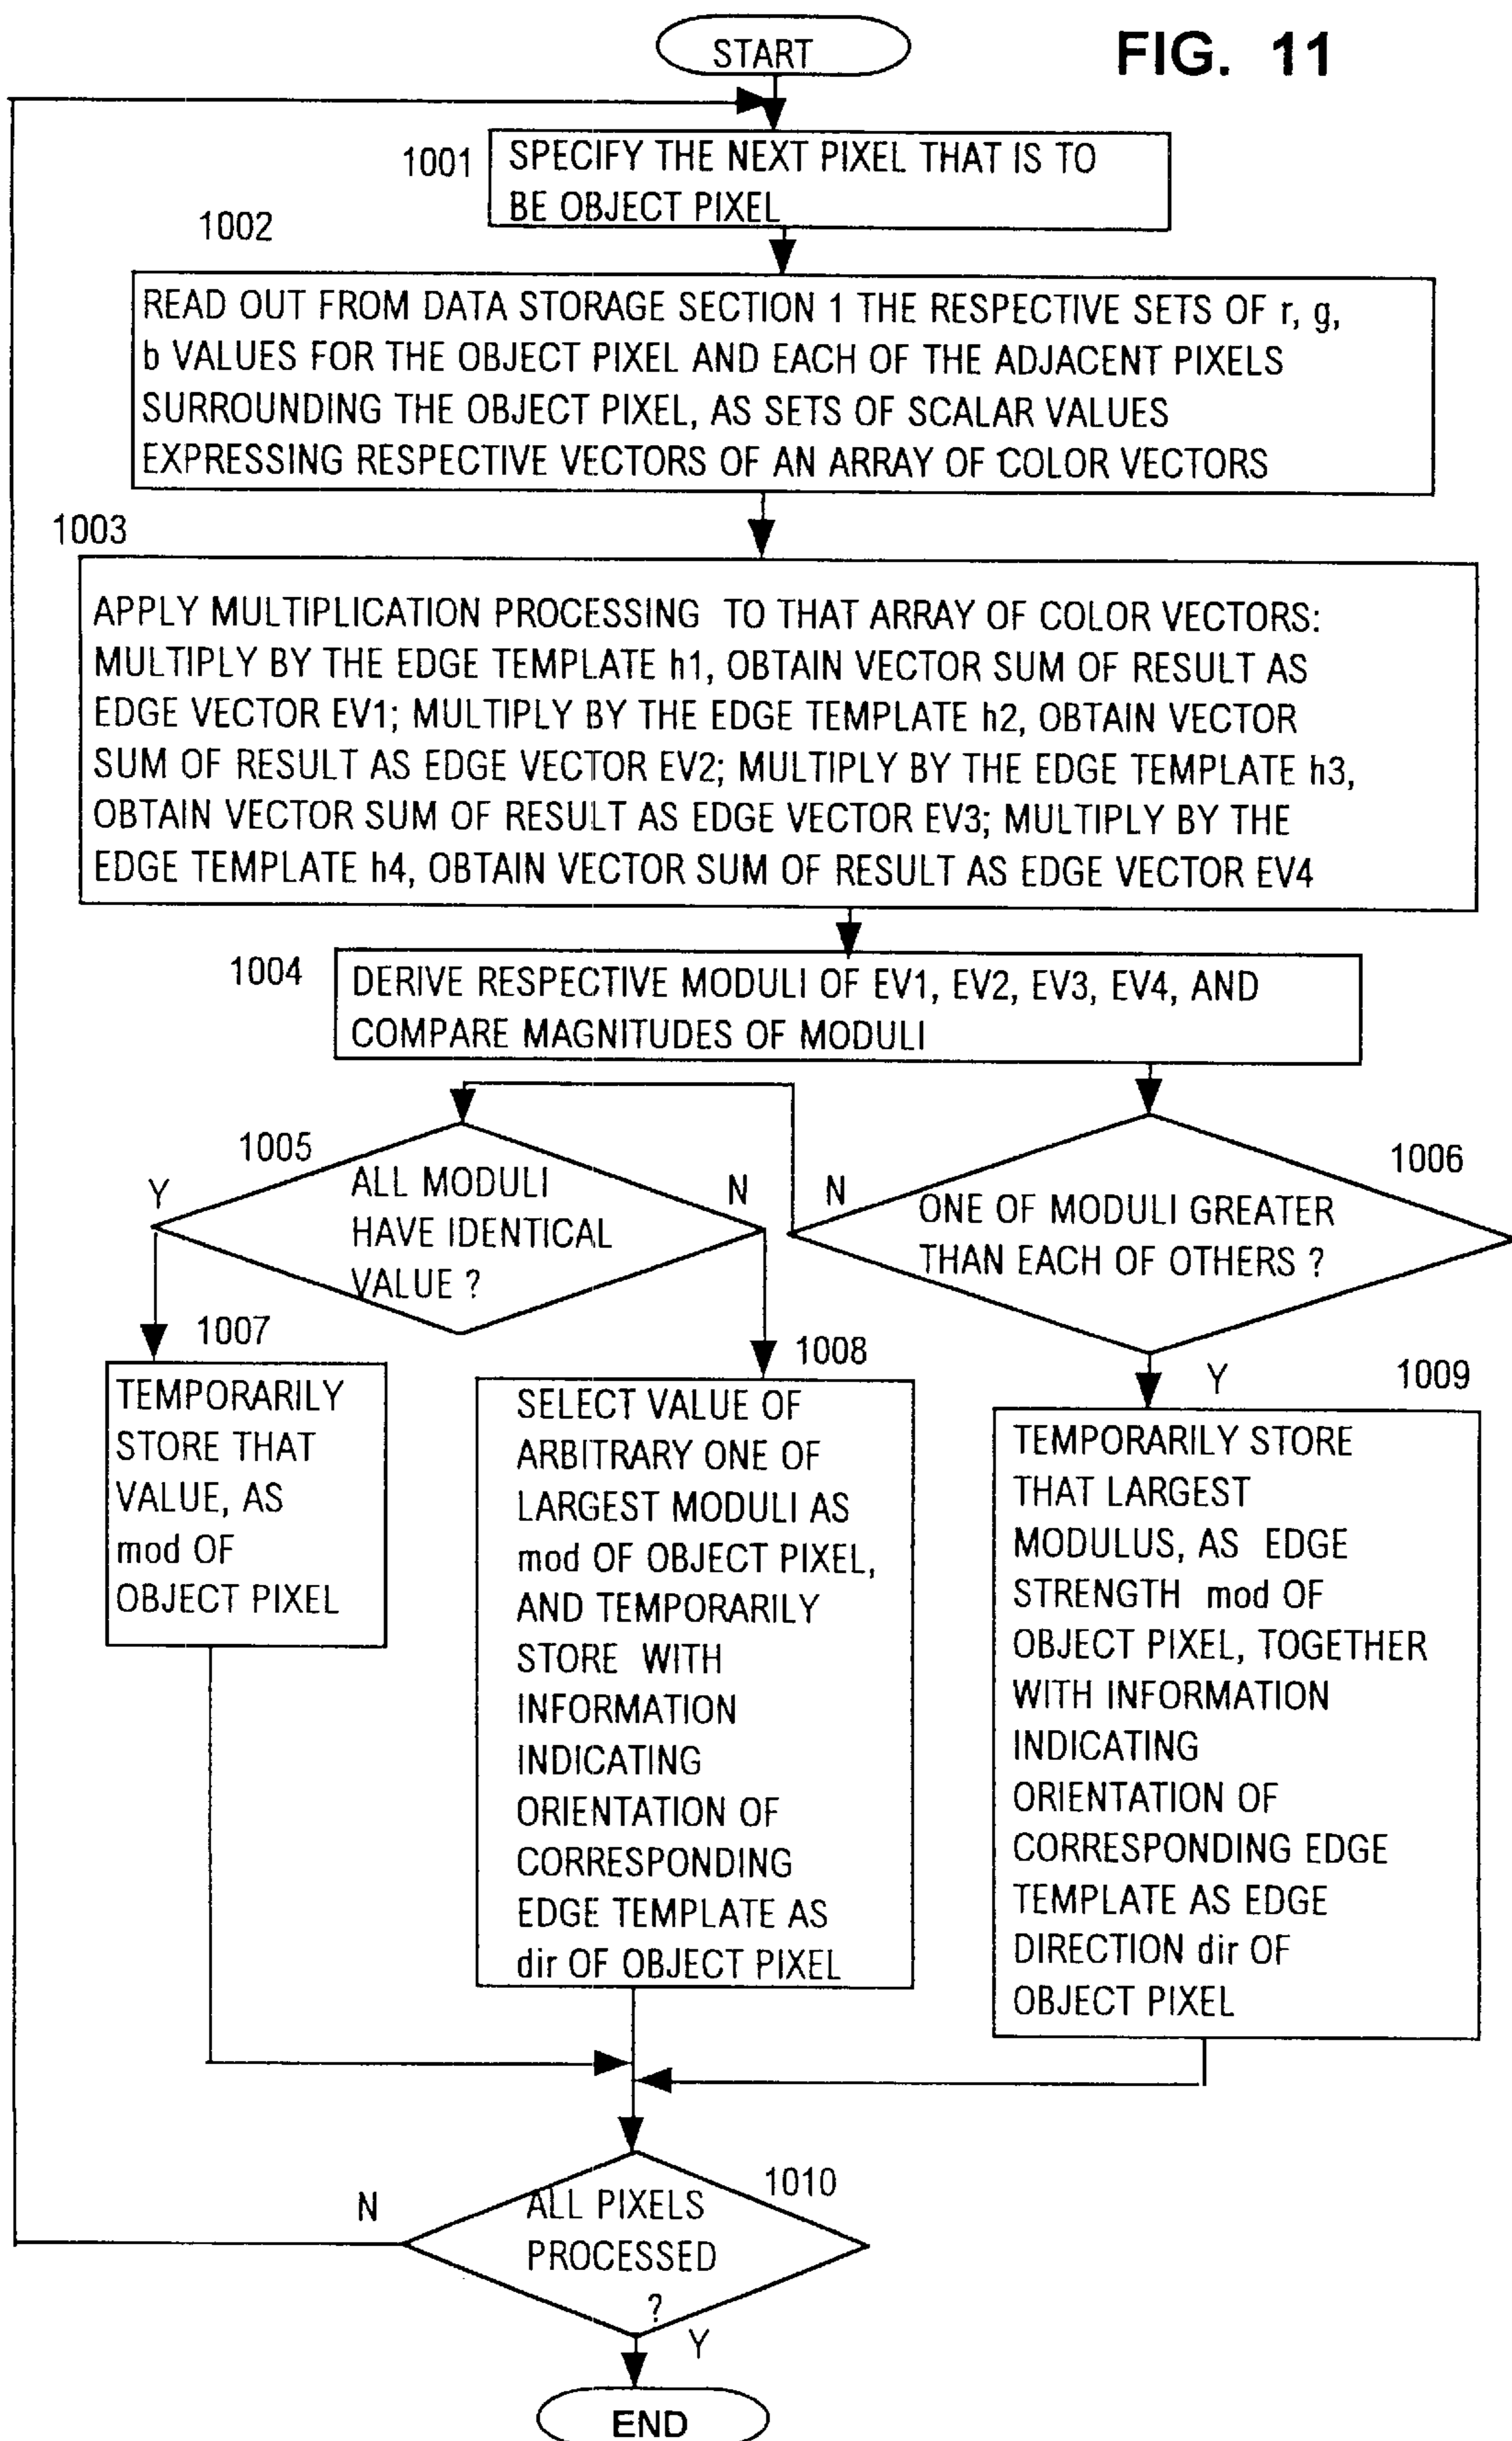 START
FIG. 11
1001
SPECIFY THE NEXT PIXEL THAT IS TO
BE OBJECT PIXEL
1002
READ OUT FROM DATA STORAGE SECTION 1 THE RESPECTIVE SETS OF r, g,
b VALUES FOR THE OBJECT PIXEL AND EACH OF THE ADJACENT PIXELS
SURROUNDING THE OBJECT PIXEL, AS SETS OF SCALAR VALUES
EXPRESSING RESPECTIVE VECTORS OF AN ARRAY OF COLOR VECTORS
1003
APPLY MULTIPLICATION PROCESSING TO THAT ARRAY OF COLOR VECTORS:
MULTIPLY BY THE EDGE TEMPLATE h1, OBTAIN VECTOR SUM OF RESULT AS
EDGE VECTOR EV1; MULTIPLY BY THE EDGE TEMPLATE h2, OBTAIN VECTOR
SUM OF RESULT AS EDGE VECTOR EV2; MULTIPLY BY THE EDGE TEMPLATE h3,
OBTAIN VECTOR SUM OF RESULT AS EDGE VECTOR EV3; MULTIPLY BY THE
EDGE TEMPLATE h4, OBTAIN VECTOR SUM OF RESULT AS EDGE VECTOR EV4
1004
DERIVE RESPECTIVE MODULI OF EV1, EV2, EV3, EV4, AND
COMPARE MAGNITUDES OF MODULI
1005
Y
ALL MODULI
HAVE IDENTICAL
VALUE ?
N
N
1006
ONE OF MODULI GREATER
THAN EACH OF OTHERS ?
Y
1007
TEMPORARILY
STORE THAT
VALUE, AS
mod OF
OBJECT PIXEL
1008
SELECT VALUE OF
ARBITRARY ONE OF
LARGEST MODULI AS
mod OF OBJECT PIXEL,
AND TEMPORARILY
STORE WITH
INFORMATION
INDICATING
ORIENTATION OF
CORRESPONDING
EDGE TEMPLATE AS
dir OF OBJECT PIXEL
1009
TEMPORARILY STORE
THAT LARGEST
MODULUS, AS EDGE
STRENGTH mod OF
OBJECT PIXEL, TOGETHER
WITH INFORMATION
INDICATING
ORIENTATION OF
CORRESPONDING EDGE
TEMPLATE AS EDGE
DIRECTION dir OF
OBJECT PIXEL
1010
N
ALL PIXELS
PROCESSED
?
Y
END